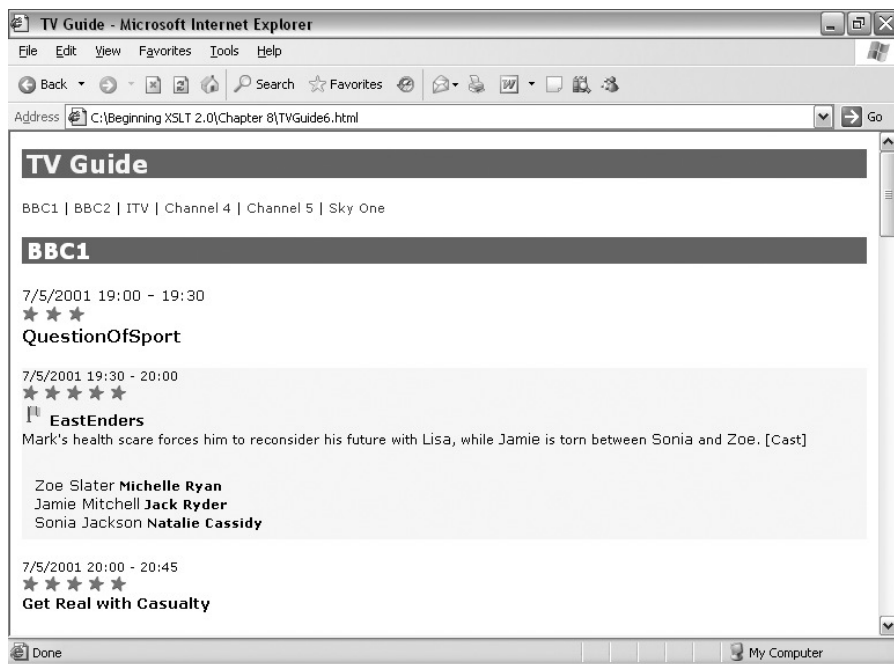 TV Guide - Microsoft Internet Explorer
File Edit View Favorites Tools Help
Back Search Favorites W
Address C:\Beginning XSLT 2.0\Chapter 8\TVGuide6.html Go
TV Guide
BBC1 | BBC2 | ITV | Channel 4 | Channel 5 | Sky One
BBC1
7/5/2001 19:00 - 19:30
QuestionOfSport
7/5/2001 19:30 - 20:00
EastEnders
Mark's health scare forces him to reconsider his future with Lisa, while Jamie is torn between Sonia and Zoe. [Cast]
Zoe Slater Michelle Ryan
Jamie Mitchell Jack Ryder
Sonia Jackson Natalie Cassidy
7/5/2001 20:00 - 20:45
Get Real with Casualty
Done My Computer